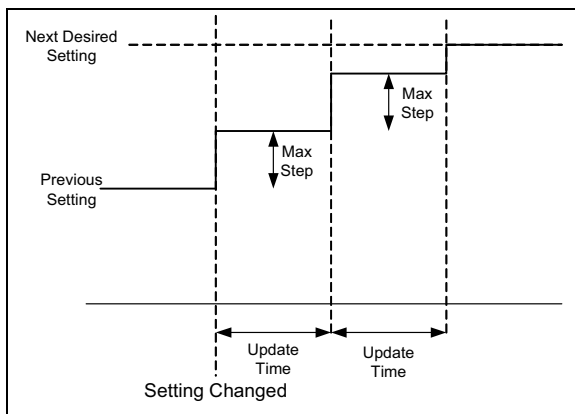 Next Desired
Setting
Max
Step
Max
Step
Previous
Setting
Update
Time
Update
Time
Setting Changed